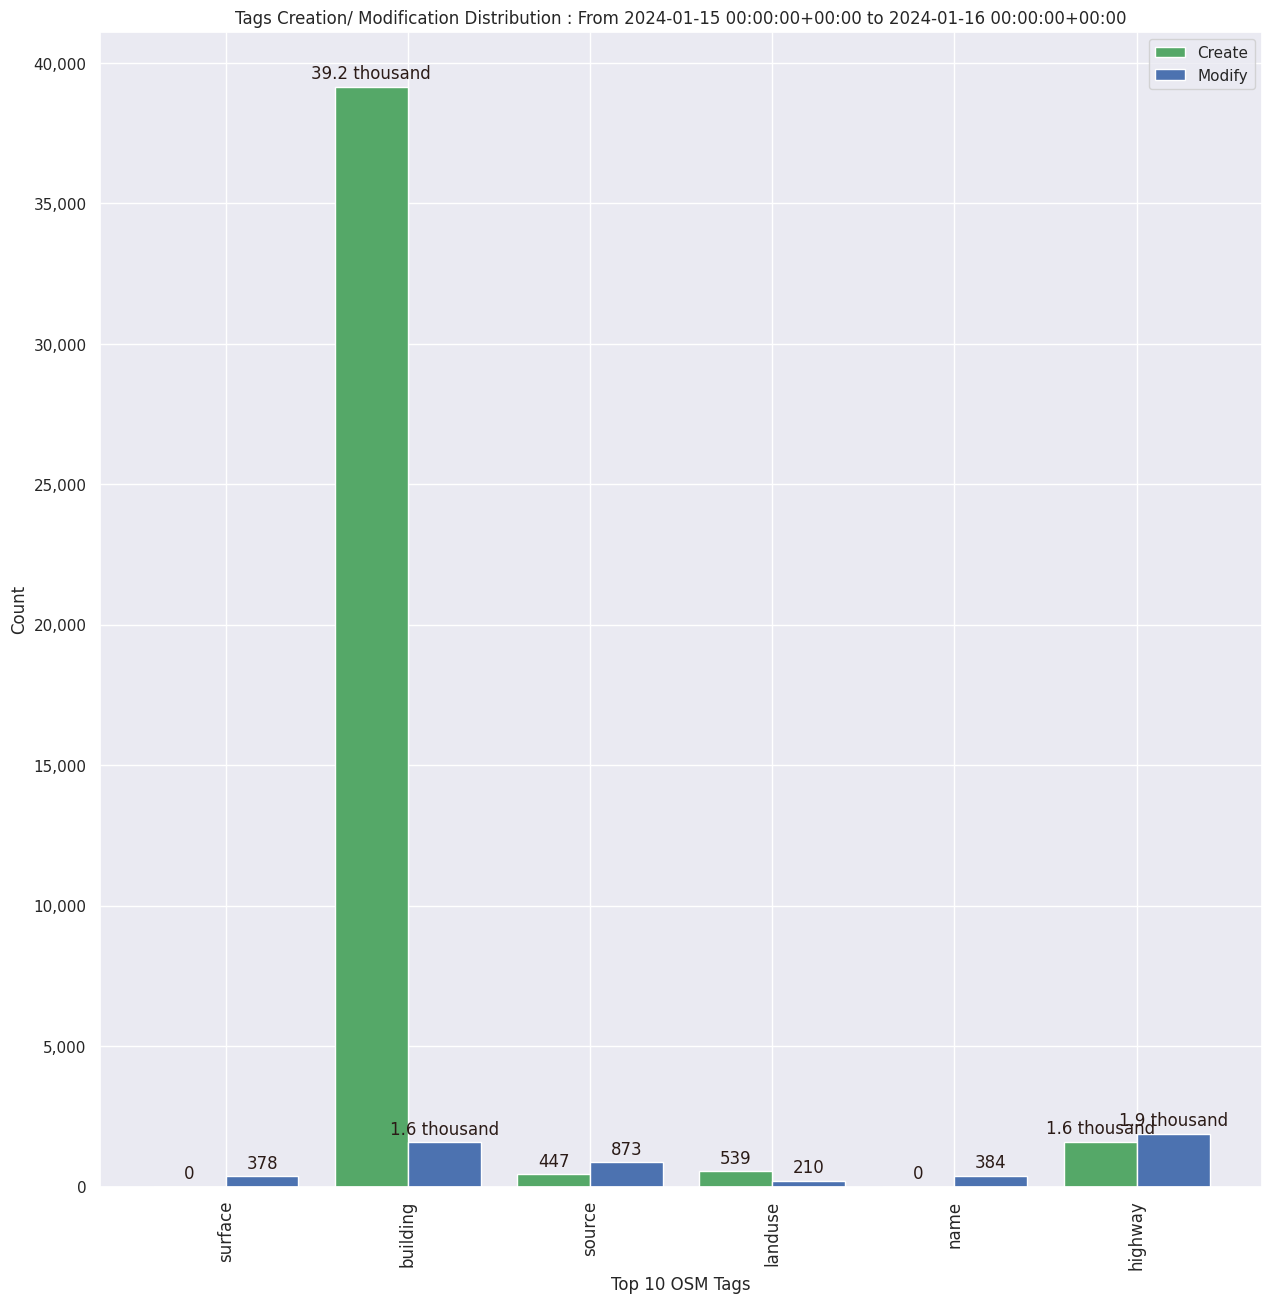 Tags Creation/ Modification Distribution : From 2024-01-15 00:00:00+00:00 to 2024-01-16 00:00:00+00:00
Create
Modify
40,000
35,000
30,000
25,000
20,000
15,000
10,000
5,000
0
Count
39.2 thousand
1.6 thousand
0
378
447
873
539
210
0
384
1.6 thousand
1.9 thousand
surface
building
source
landuse
name
highway
Top 10 OSM Tags